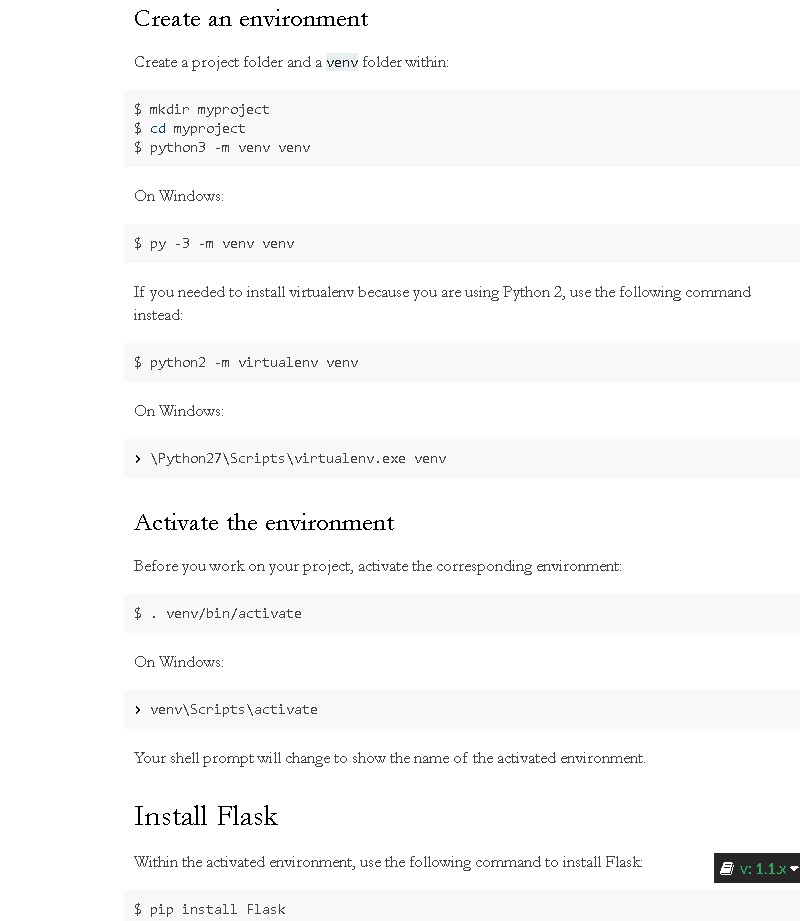 Create an environment
Create a project folder and a venv folder within:
$ mkdir myproject
$ cd myproject
$ python3 -m venv venv
On Windows:
$ py -3 -m venv venv
If you needed to install virtualenv because you are using Python 2, use the following command
instead:
$ python2 -m virtualenv venv
On Windows:
> \Python27\Scripts\virtualenv.exe venv
Activate the environment
Before you work on your project, activate the corresponding environment:
$ . venv/bin/activate
On Windows:
> venv\Scripts\activate
Your shell prompt will change to show the name of the activated environment.
Install Flask
Within the activated environment, use the following command to install Flask:
v: 1.1.x
$ pip install Flask